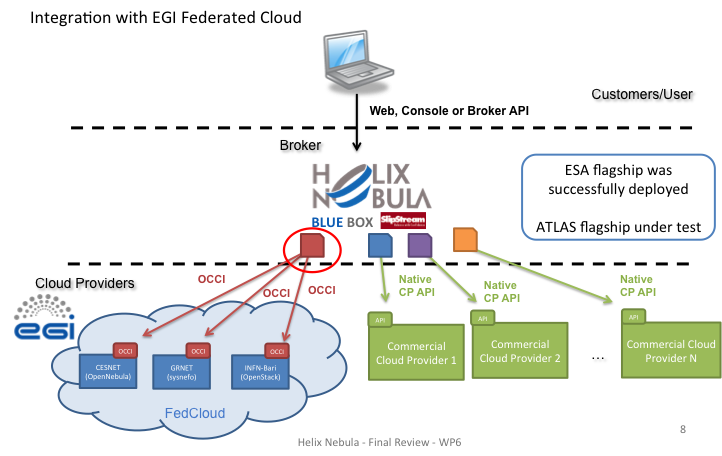 Integration with EGI Federated Cloud
Customers/User
Web, Console or Broker API
Broker
HELIX
NEBULA
BLUE BOX SlipStream
ESA flagship was
successfully deployed
ATLAS flagship under test
Cloud Providers
OCCI
OCCI
OCCI
Native
CP API
Native
CP API
Native
CP API
egi
OCCI
CESNET
(OpenNebula)
OCCI
GRNET
(sysnefo)
OCCI
INFN-Bari
(OpenStack)
FedCloud
API
Commercial
Cloud Provider 1
API
Commercial
Cloud Provider 2
...
API
Commercial Cloud
Provider N
Helix Nebula - Final Review - WP6
8